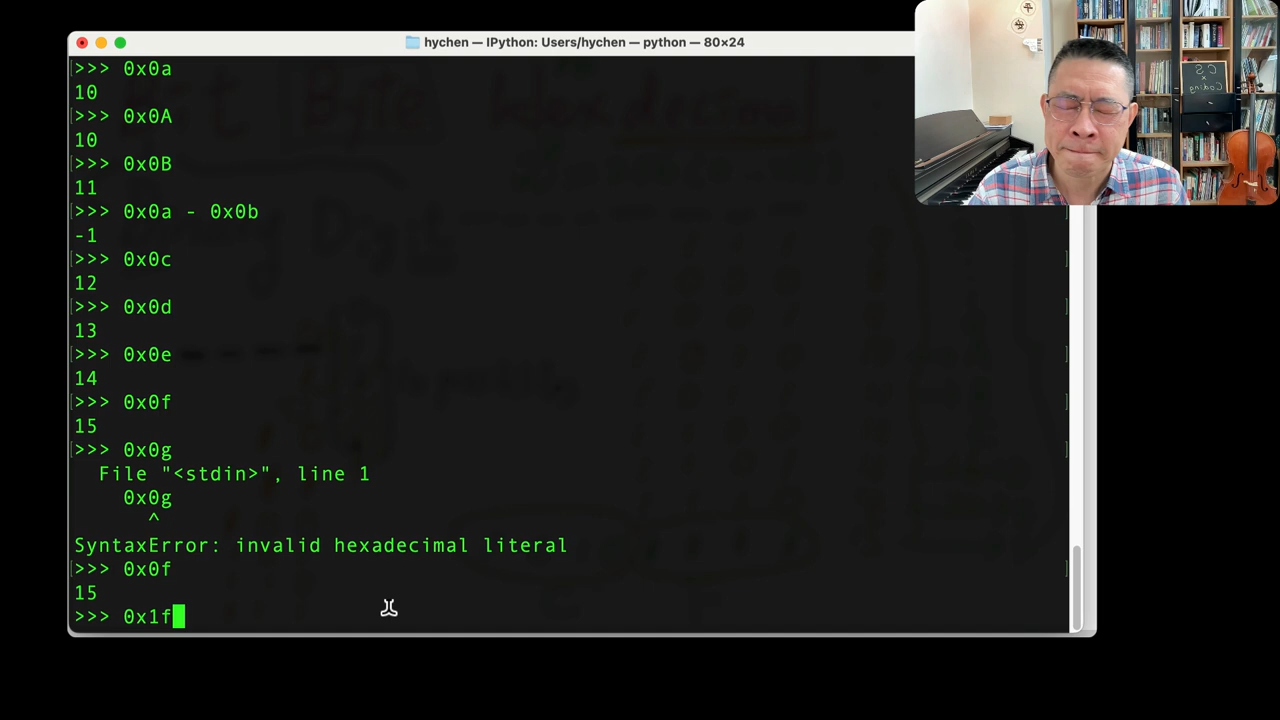 hychen — IPython: Users/hychen — python — 80×24
>>> 0x0a
10
>>> 0x0A
10
>>> 0x0B
11
>>> 0x0a - 0x0b
-1
>>> 0x0c
12
>>> 0x0d
13
>>> 0x0e
14
>>> 0x0f
15
>>> 0x0g
  File "<stdin>", line 1
    0x0g
      ^
SyntaxError: invalid hexadecimal literal
>>> 0x0f
15
>>> 0x1f